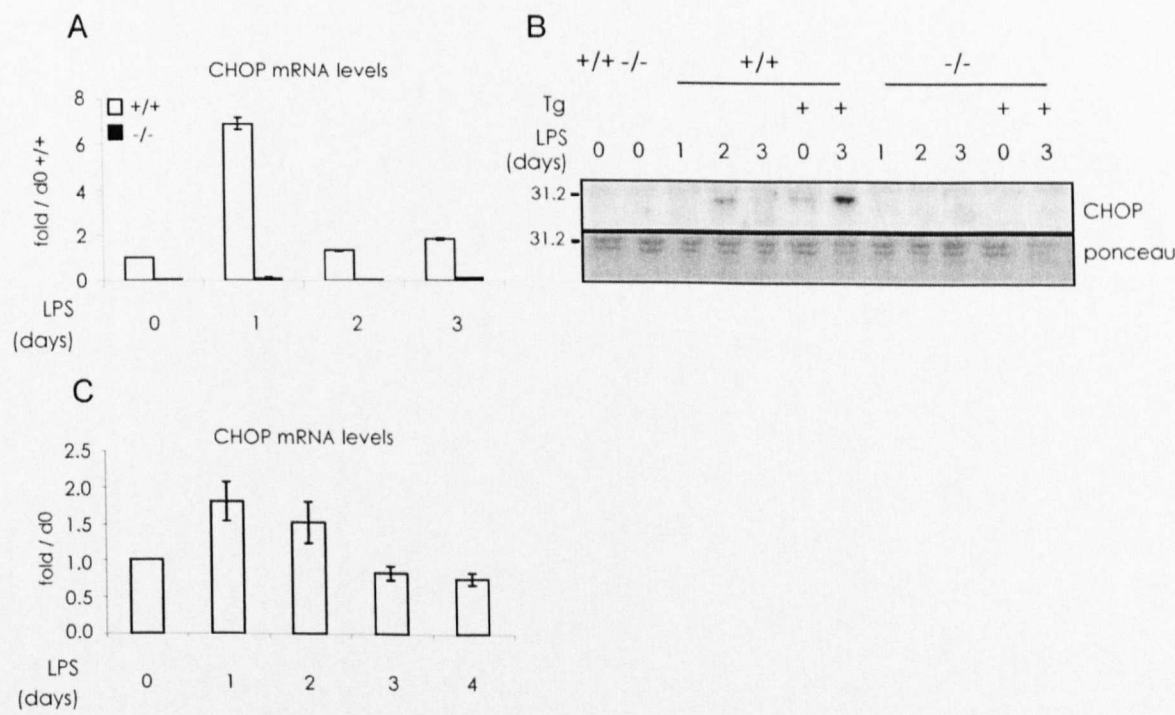 A
CHOP mRNA levels
8
6
4
2
0
fold / d0 +/+
+/+
-/-
LPS
(days)
0 1 2 3
B
+/+ -/- +/+ -/-
Tg + + + +
LPS
(days)
0 0 1 2 3 0 3 1 2 3 0 3
31.2
CHOP
31.2
ponceau
C
CHOP mRNA levels
2.5
2.0
1.5
1.0
0.5
0.0
fold / d0
LPS
(days)
0 1 2 3 4